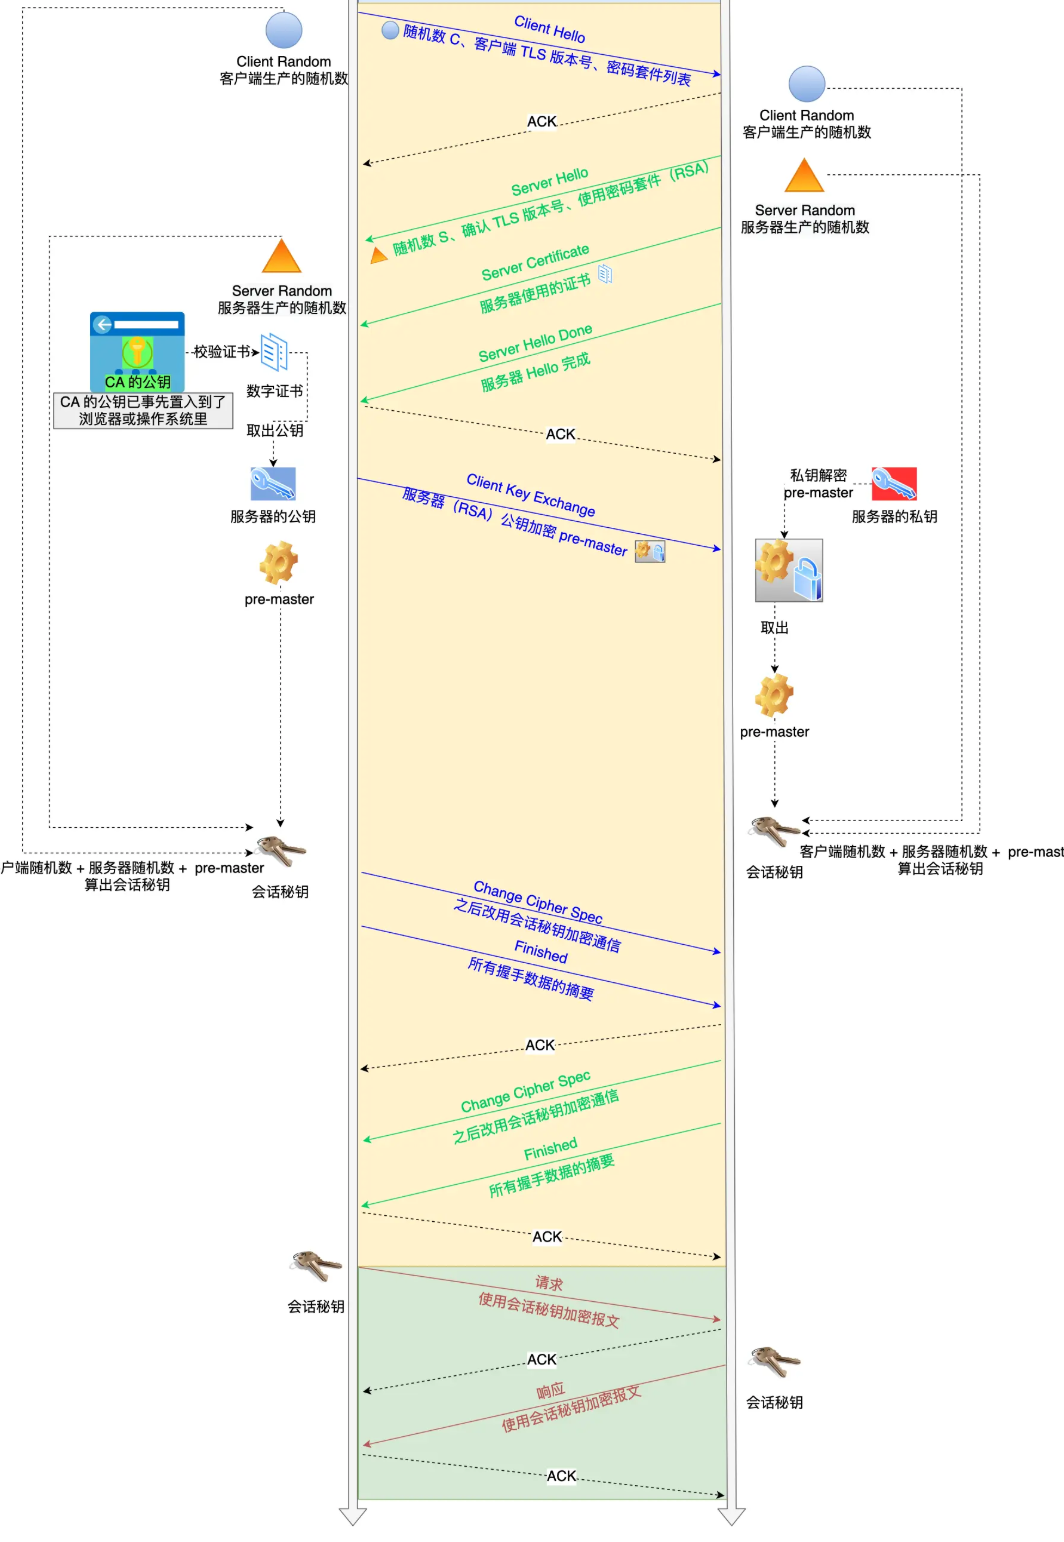 Client Hello
随机数 C、客户端 TLS 版本号、密码套件列表
Client Random
客户端生产的随机数
Client Random
客户端生产的随机数
ACK
Server Hello
随机数 S、确认 TLS 版本号、使用密码套件（RSA）
Server Random
服务器生产的随机数
Server Certificate
服务器使用的证书
Server Random
服务器生产的随机数
Server Hello Done
服务器 Hello 完成
校验证书
CA 的公钥
数字证书
CA 的公钥已事先置入到了
浏览器或操作系统里
取出公钥
ACK
Client Key Exchange
服务器（RSA）公钥加密 pre-master
服务器的公钥
私钥解密
pre-master
服务器的私钥
pre-master
取出
pre-master
户端随机数 + 服务器随机数 + pre-master
算出会话秘钥
会话秘钥
客户端随机数 + 服务器随机数 + pre-mast
算出会话秘钥
会话秘钥
Change Cipher Spec
之后改用会话秘钥加密通信
Finished
所有握手数据的摘要
ACK
Change Cipher Spec
之后改用会话秘钥加密通信
Finished
所有握手数据的摘要
ACK
会话秘钥
请求
使用会话秘钥加密报文
ACK
响应
使用会话秘钥加密报文
会话秘钥
ACK